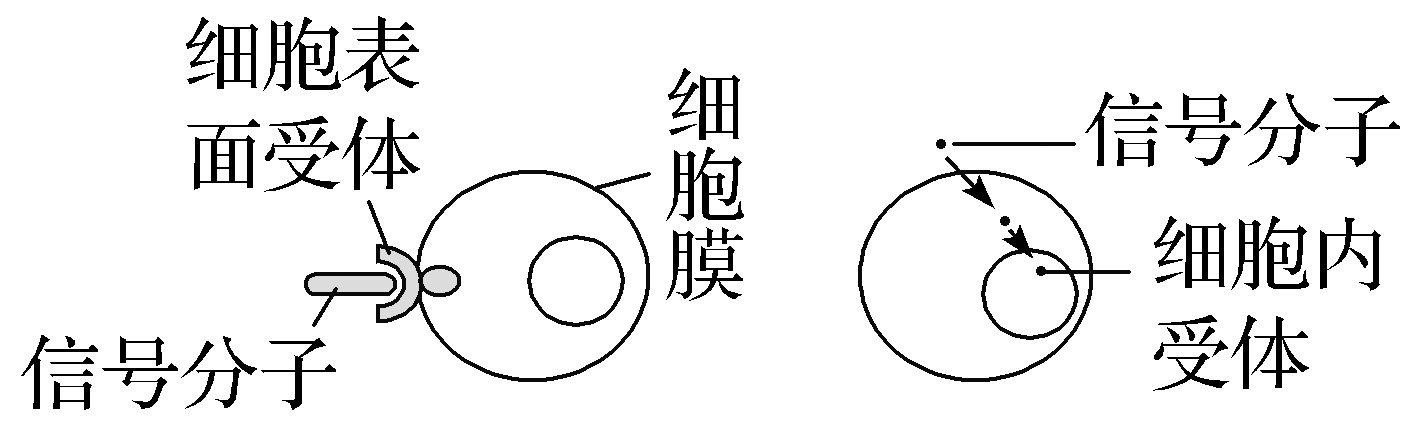 细胞表
面受体
细胞膜
信号分子
信号分子
细胞内
受体